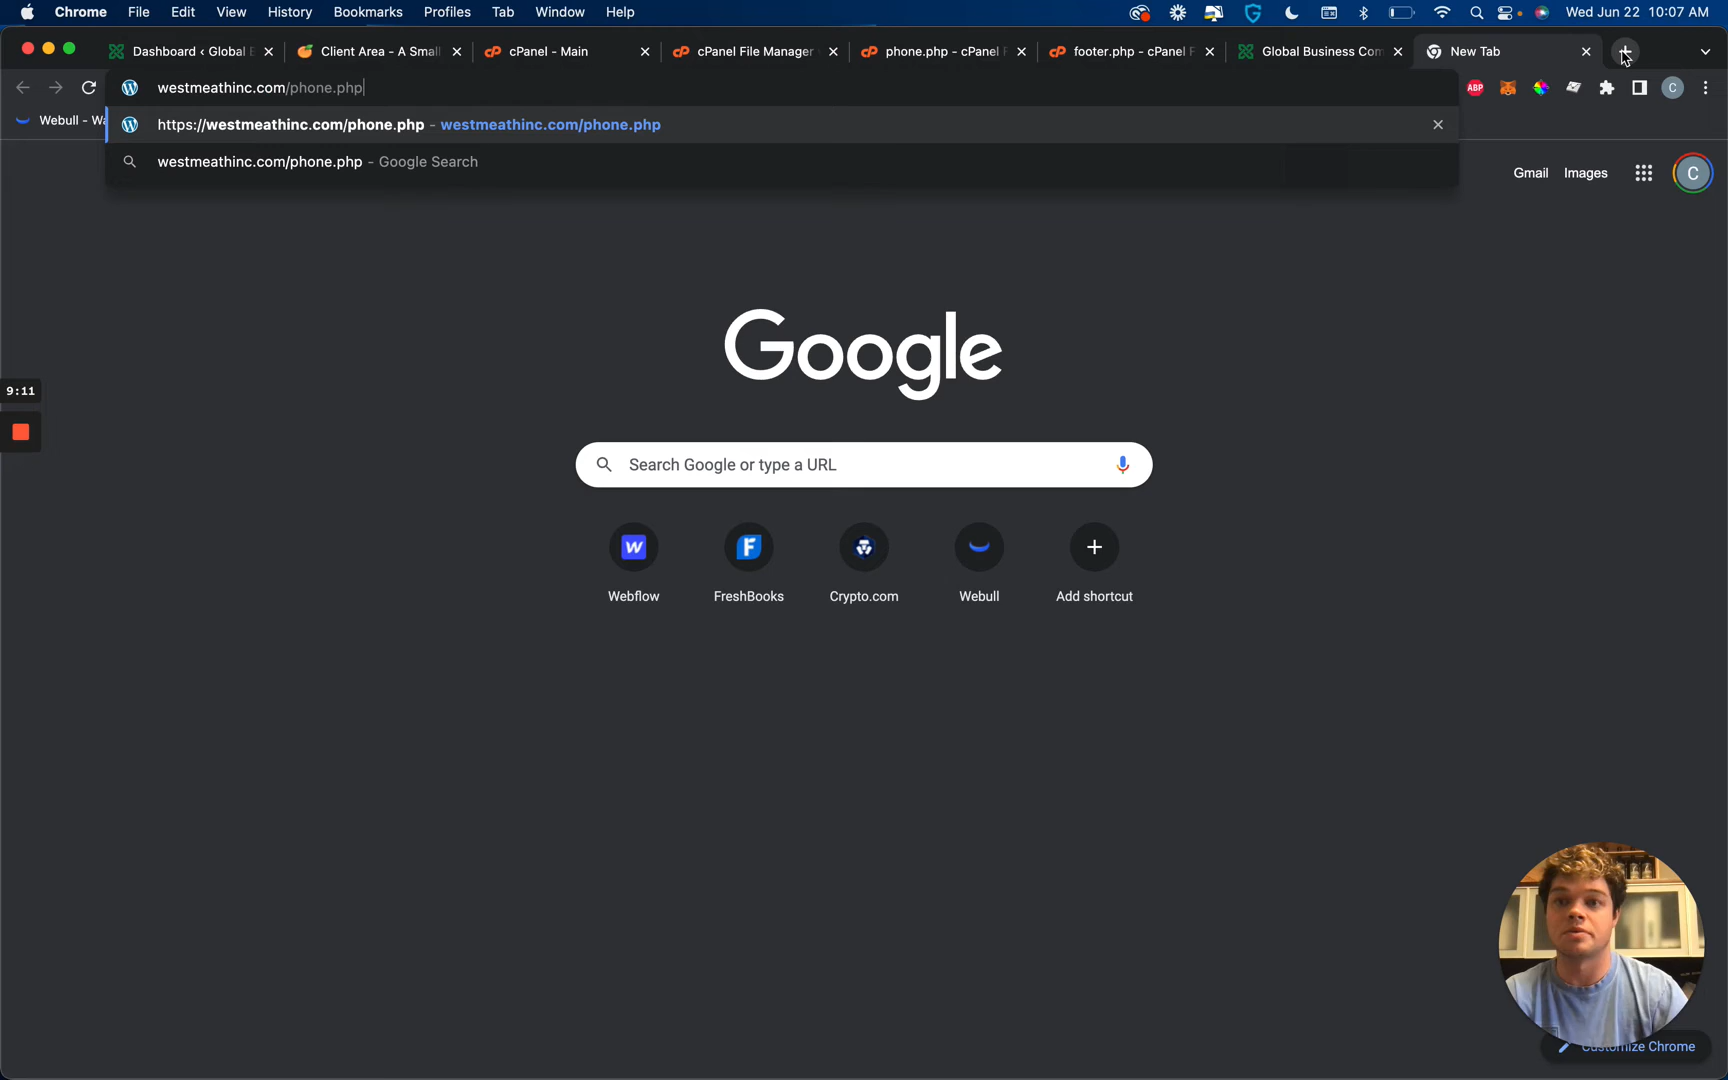 Chrome File Edit View History Bookmarks Profiles Tab Window Help Wed Jun 22 10:07 AM
Dashboard ‹ Global Client Area - A Small cPanel - Main cPanel File Manager phone.php - cPanel F footer.php - cPanel F Global Business Com New Tab
westmeathinc.com/phone.php ABP C
Webull - Wa
https://westmeathinc.com/phone.php - westmeathinc.com/phone.php
westmeathinc.com/phone.php - Google Search
Gmail Images C
Google
9:11
Search Google or type a URL
W F
Webflow FreshBooks Crypto.com Webull Add shortcut
Customize Chrome